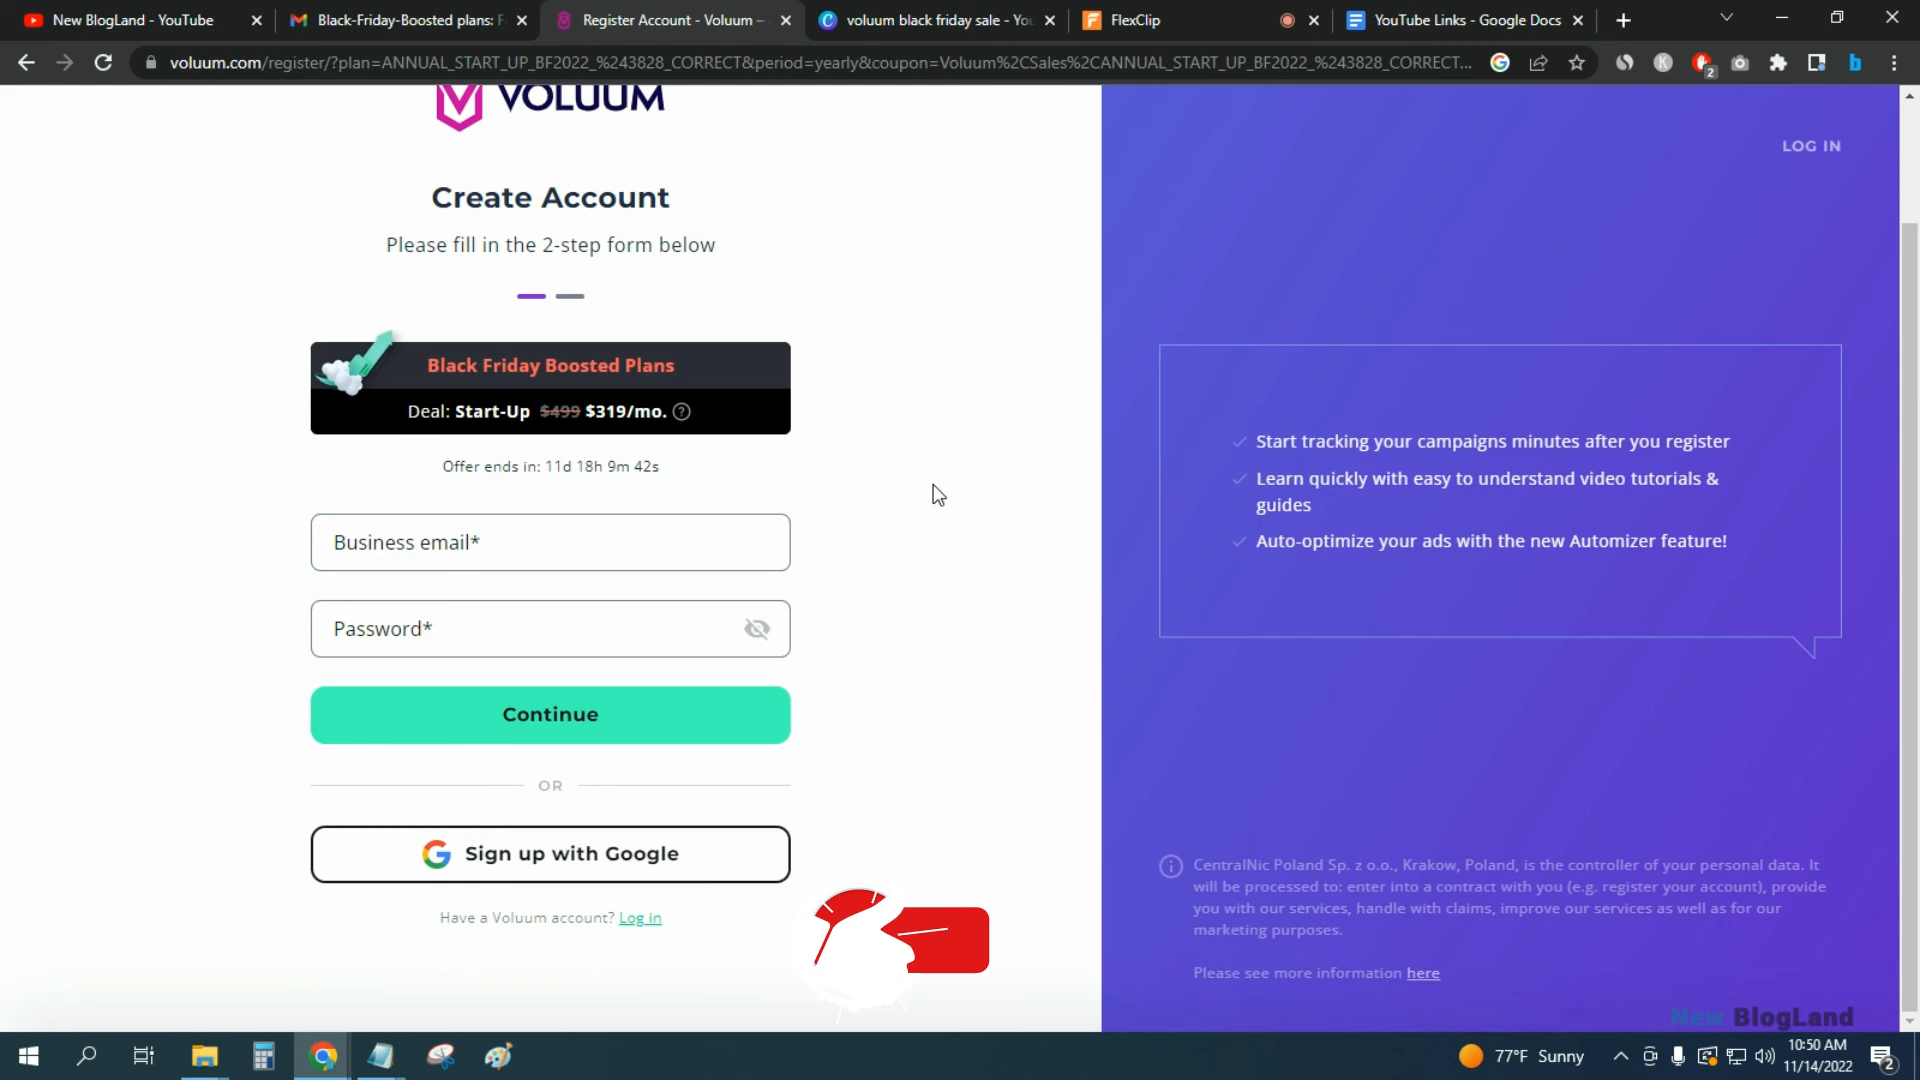 New BlogLand - YouTube
Black-Friday-Boosted plans: F
Register Account - Voluum –
voluum black friday sale - You
FlexClip
YouTube Links - Google Docs
voluum.com/register/?plan=ANNUAL_START_UP_BF2022_%243828_CORRECT&period=yearly&coupon=Voluum%2CSales%2CANNUAL_START_UP_BF2022_%243828_CORRECT...
2
VOLUUM
LOG IN
Create Account
Please fill in the 2-step form below
Black Friday Boosted Plans
Deal: Start-Up $499 $319/mo. ?
Offer ends in: 11d 18h 9m 42s
Business email*
Password*
Continue
OR
Sign up with Google
Have a Voluum account? Log in
Start tracking your campaigns minutes after you register
Learn quickly with easy to understand video tutorials &
guides
Auto-optimize your ads with the new Automizer feature!
CentralNic Poland Sp. z o.o., Krakow, Poland, is the controller of your personal data. It
will be processed to: enter into a contract with you (e.g. register your account), provide
you with our services, handle with claims, improve our services as well as for our
marketing purposes.
Please see more information here
New BlogLand
77°F Sunny
10:50 AM
11/14/2022
2